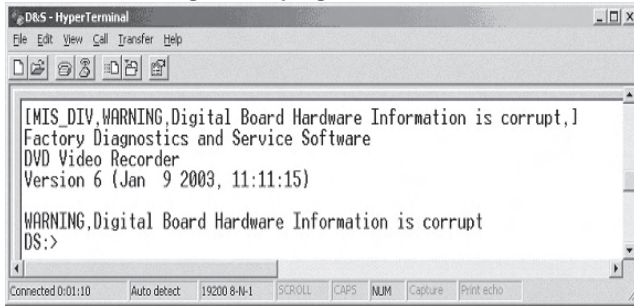 D&S - HyperTerminal
File Edit View Call Transfer Help
[MIS_DIV,WARNING,Digital Board Hardware Information is corrupt,]
Factory Diagnostics and Service Software
DVD Video Recorder
Version 6 (Jan 9 2003, 11:11:15)
WARNING,Digital Board Hardware Information is corrupt
DS:>
Connected 0:01:10 Auto detect 19200 8-N-1 SCROLL CAPS NUM Capture Print echo